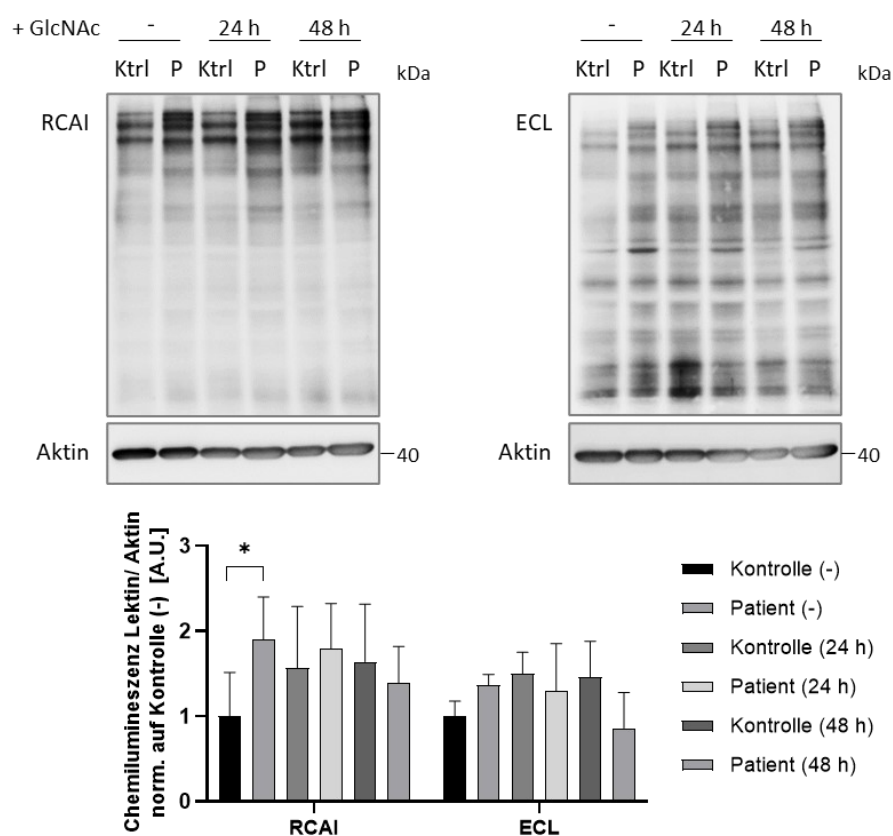 + GlcNAc - 24 h 48 h - 24 h 48 h
Ktrl P Ktrl P Ktrl P kDa Ktrl P Ktrl P Ktrl P kDa
RCAI ECL
Aktin 40 Aktin 40
Chemilumineszenz Lektin/ Aktin
norm. auf Kontrolle (-) [A.U.]
3
2
1
0
*
RCAI ECL
Kontrolle (-)
Patient (-)
Kontrolle (24 h)
Patient (24 h)
Kontrolle (48 h)
Patient (48 h)